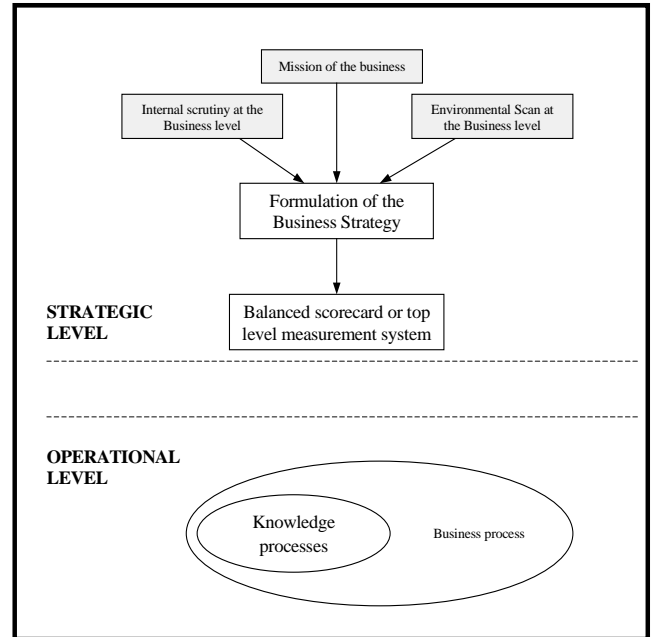 Mission of the business
Internal scrutiny at the
Business level
Environmental Scan at
the Business level
Formulation of the
Business Strategy
Balanced scorecard or top
level measurement system
STRATEGIC
LEVEL
OPERATIONAL
LEVEL
Knowledge
processes
Business process